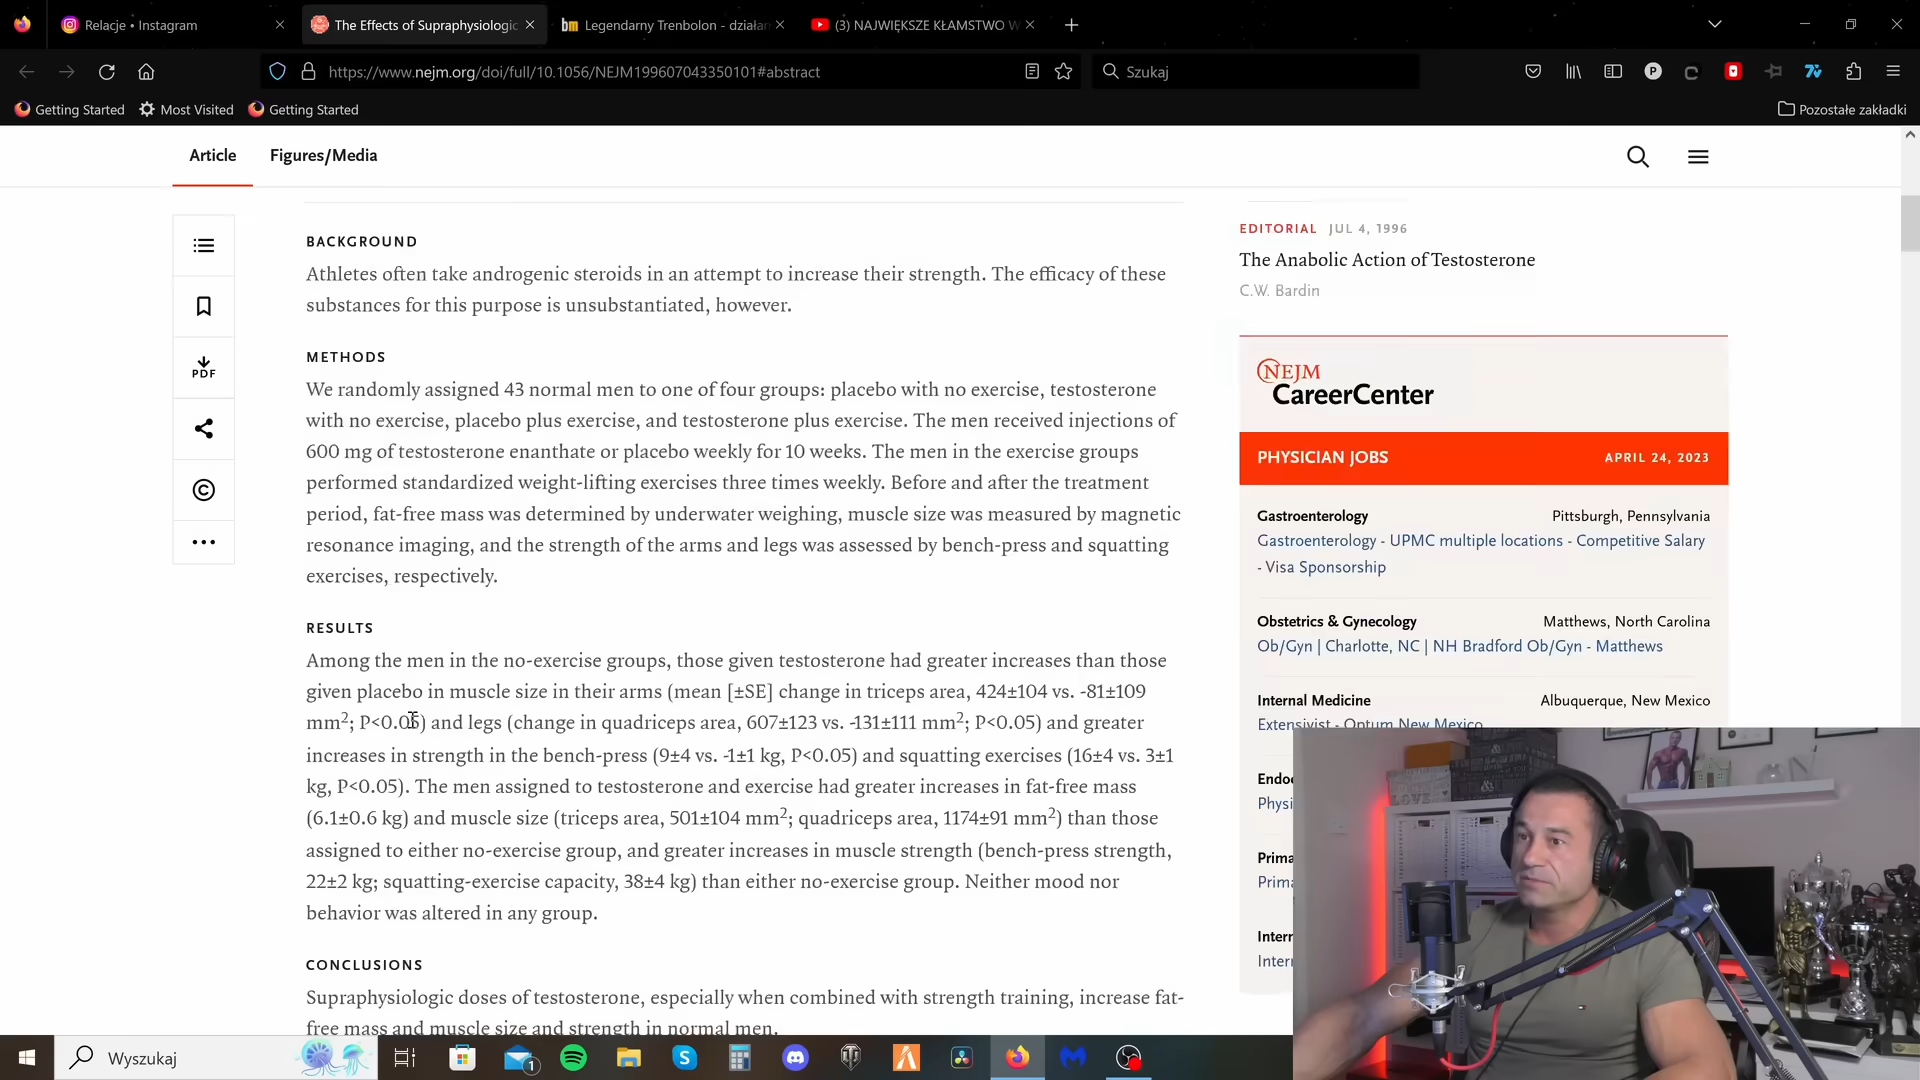 Relacje • Instagram
The Effects of Supraphysiologic
Legendarny Trenbolon - działan
(3) NAJWIĘKSZE KŁAMSTWO W
https://www.nejm.org/doi/full/10.1056/NEJM199607043350101#abstract
Szukaj
Getting Started
Most Visited
Getting Started
Pozostałe zakładki
Article
Figures/Media
PDF
BACKGROUND
Athletes often take androgenic steroids in an attempt to increase their strength. The efficacy of these
substances for this purpose is unsubstantiated, however.
METHODS
We randomly assigned 43 normal men to one of four groups: placebo with no exercise, testosterone
with no exercise, placebo plus exercise, and testosterone plus exercise. The men received injections of
600 mg of testosterone enanthate or placebo weekly for 10 weeks. The men in the exercise groups
performed standardized weight-lifting exercises three times weekly. Before and after the treatment
period, fat-free mass was determined by underwater weighing, muscle size was measured by magnetic
resonance imaging, and the strength of the arms and legs was assessed by bench-press and squatting
exercises, respectively.
RESULTS
Among the men in the no-exercise groups, those given testosterone had greater increases than those
given placebo in muscle size in their arms (mean [±SE] change in triceps area, 424±104 vs. -81±109
mm²; P<0.05) and legs (change in quadriceps area, 607±123 vs. -131±111 mm²; P<0.05) and greater
increases in strength in the bench-press (9±4 vs. -1±1 kg, P<0.05) and squatting exercises (16±4 vs. 3±1
kg, P<0.05). The men assigned to testosterone and exercise had greater increases in fat-free mass
(6.1±0.6 kg) and muscle size (triceps area, 501±104 mm²; quadriceps area, 1174±91 mm²) than those
assigned to either no-exercise group, and greater increases in muscle strength (bench-press strength,
22±2 kg; squatting-exercise capacity, 38±4 kg) than either no-exercise group. Neither mood nor
behavior was altered in any group.
CONCLUSIONS
Supraphysiologic doses of testosterone, especially when combined with strength training, increase fat-
free mass and muscle size and strength in normal men.
EDITORIAL JUL 4, 1996
The Anabolic Action of Testosterone
C.W. Bardin
NEJM
CareerCenter
PHYSICIAN JOBS APRIL 24, 2023
Gastroenterology Pittsburgh, Pennsylvania
Gastroenterology - UPMC multiple locations - Competitive Salary
- Visa Sponsorship
Obstetrics & Gynecology Matthews, North Carolina
Ob/Gyn | Charlotte, NC | NH Bradford Ob/Gyn - Matthews
Internal Medicine Albuquerque, New Mexico
Extensivist - Optum New Mexico
Endo
Physi
Prima
Prima
Intern
Intern
Wyszukaj
1